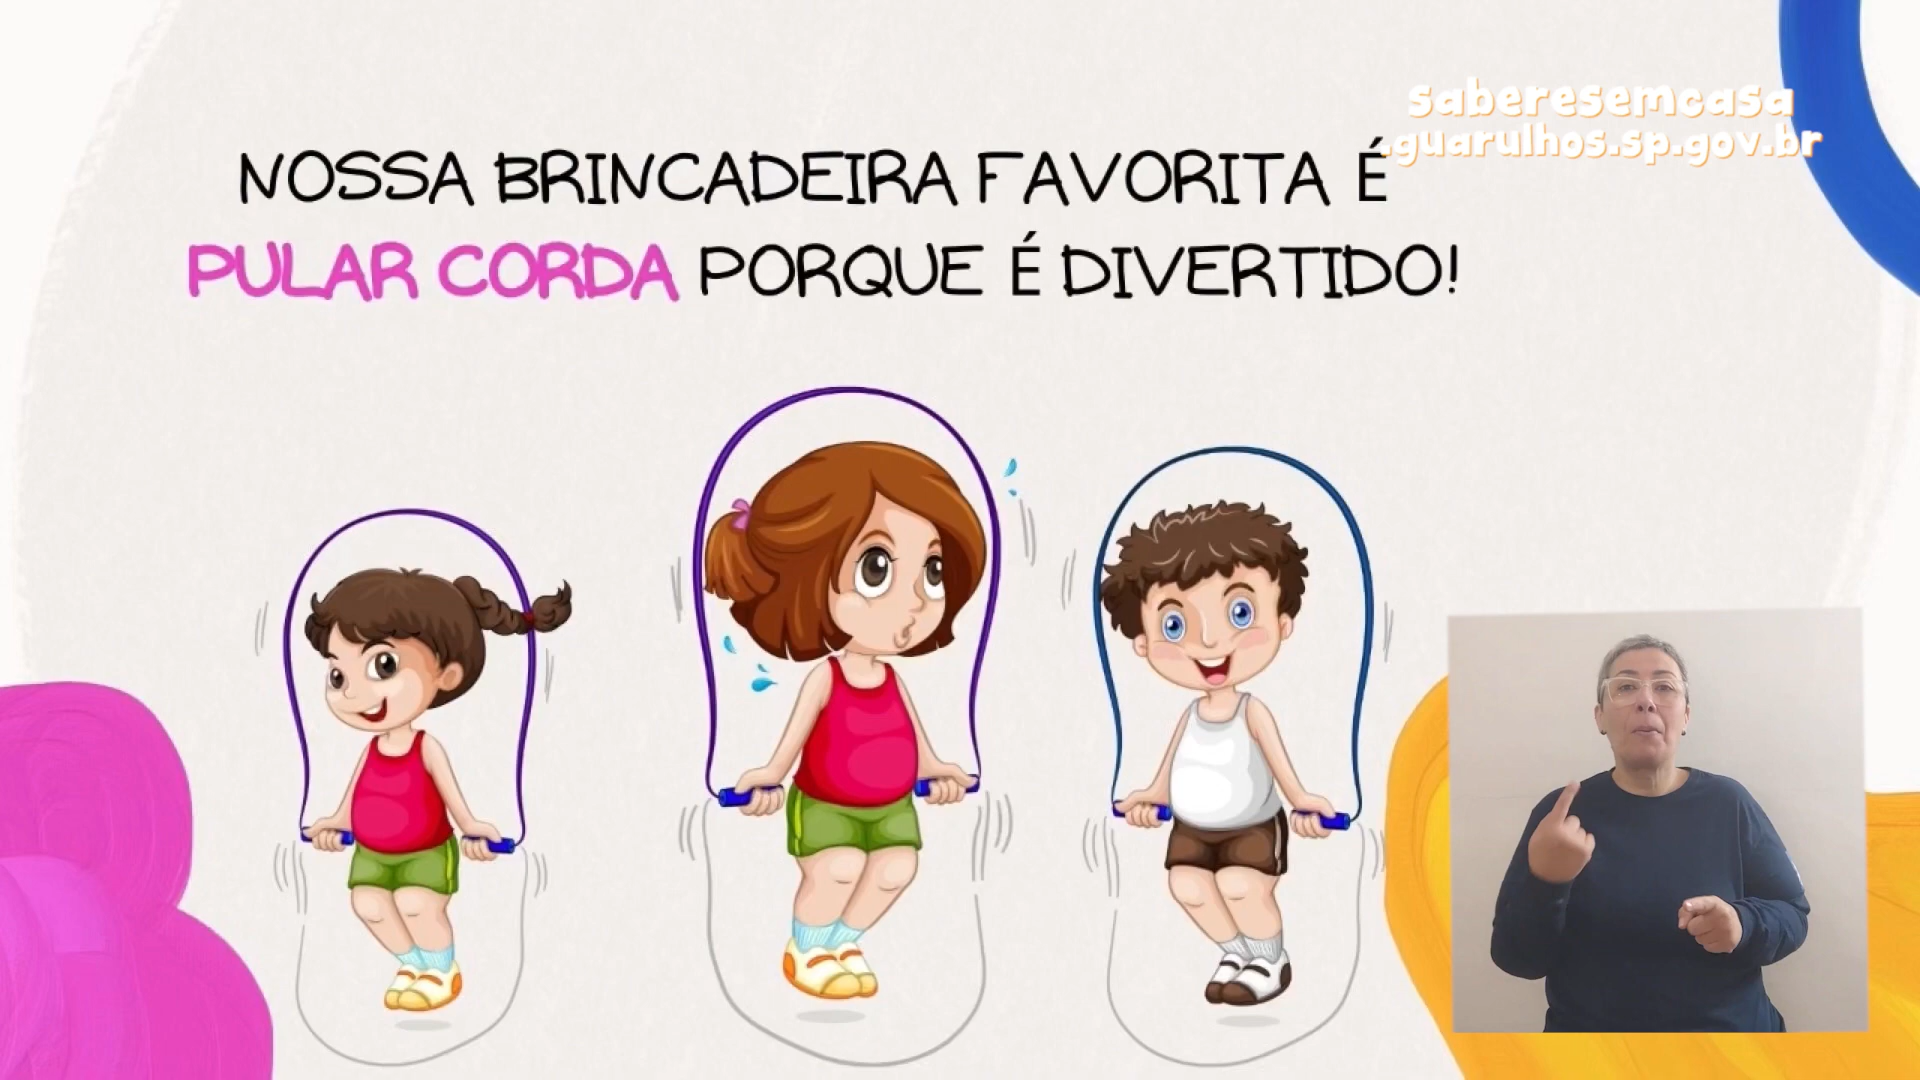 saberesemcasa
.guarulhos.sp.gov.br
NOSSA BRINCADEIRA FAVORITA É
PULAR CORDA PORQUE É DIVERTIDO!